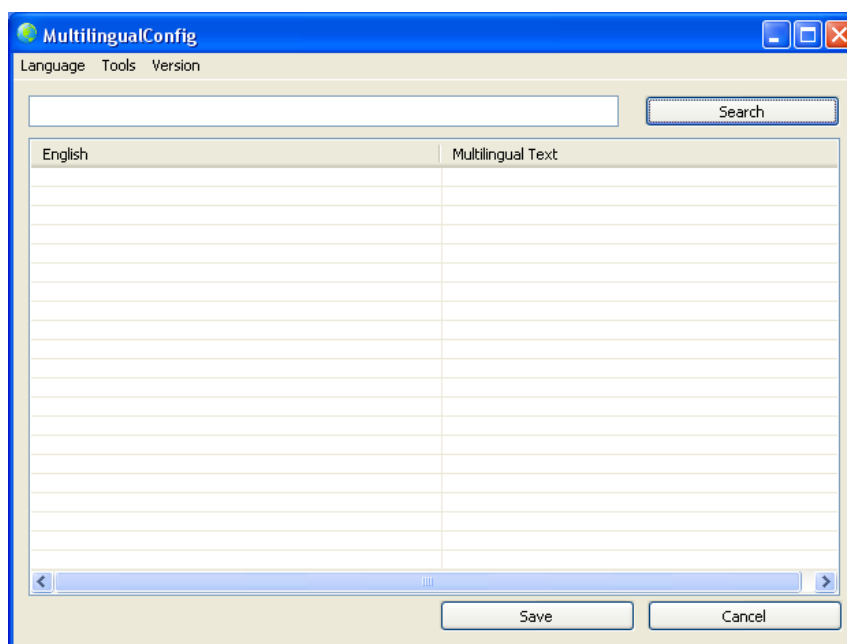 MultilingualConfig
Language Tools Version
Search
English Multilingual Text
Save Cancel